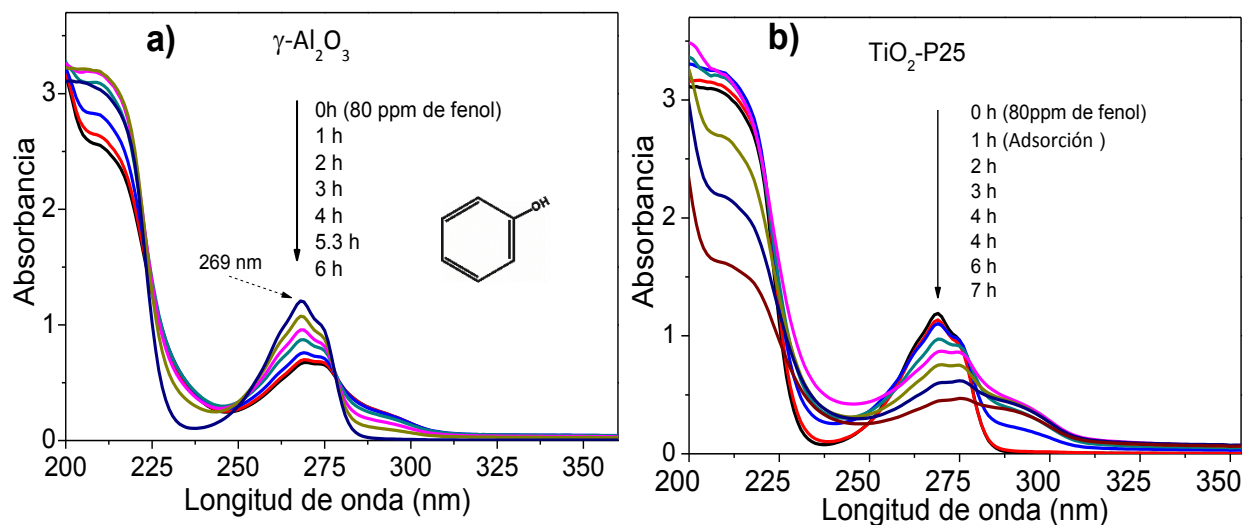 a)
γ-Al2O3
0h (80 ppm de fenol)
1 h
2 h
3 h
4 h
5.3 h
6 h
269 nm
OH
Absorbancia
3
2
1
0
200 225 250 275 300 325 350
Longitud de onda (nm)
b)
TiO2-P25
0 h (80ppm de fenol)
1 h (Adsorción )
2 h
3 h
4 h
4 h
6 h
7 h
Absorbancia
3
2
1
0
200 225 250 275 300 325 350
Longitud de onda (nm)